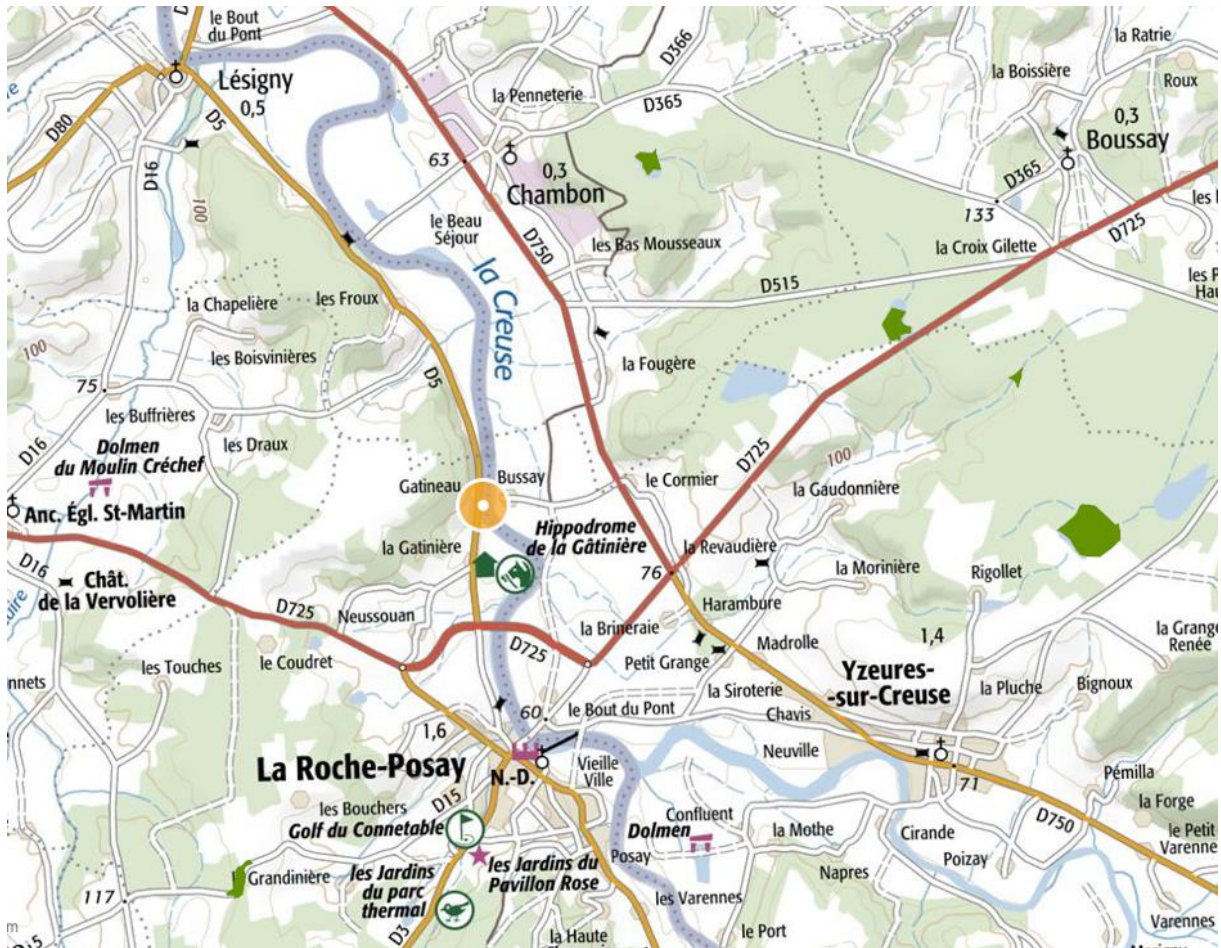 le Bout
du Pont
Lésigny
0,5
D80
D5
D16
100
la Penneterie
D366
D365
63
0,3
Chambon
le Beau
Séjour
D750
les Bas Mousseaux
la Creuse
la Ratrie
la Boissière
Roux
0,3
Boussay
D365
133
la Croix Gilette
D725
D515
la Chapelière
les Froux
les Boisvinières
100
75
D5
les Buffrières
les Draux
D16
Dolmen
du Moulin Créchef
Anc. Égl. St-Martin
la Fougère
D725
100
Gatineau
Bussay
le Cormier
la Gaudonnière
Hippodrome
de la Gâtinière
la Gatinière
la Revaudière
76
la Morinière
Rigollet
D16
Chât.
de la Vervolière
D725
Neussouan
Harambure
la Brineraie
D725
Madrolle
1,4
Petit Grange
le Coudret
les Touches
la Grange
Renée
Yzeures-
-sur-Creuse
la Pluche
Bignoux
la Siroterie
60
le Bout du Pont
Chavis
Neuville
1,6
La Roche-Posay
N.-D.
Vieille
Ville
71
Pémilla
la Forge
D750
le Petit
Varenne
les Bouchers
D15
Golf du Connetable
Confluent
Dolmen
la Mothe
Cirande
Poizay
Posay
Napres
les Jardins
du parc
thermal
les Jardins du
Pavillon Rose
Grandinière
117
les Varennes
Varennes
le Port
D3
la Haute